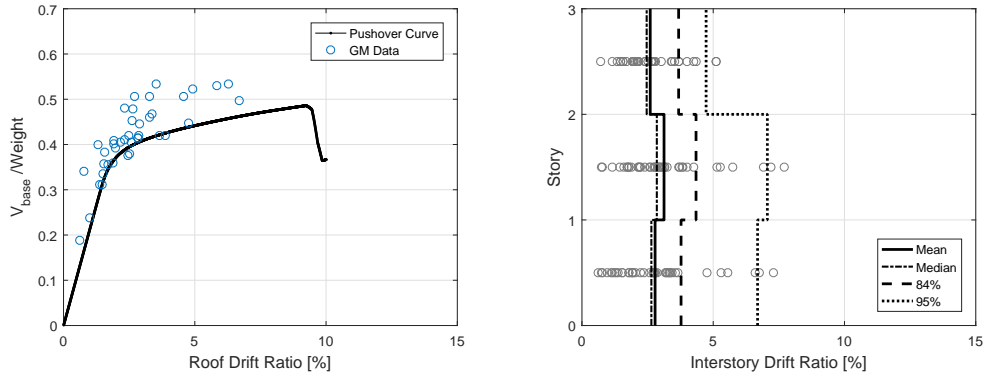 0.7
0.6
0.5
0.4
0.3
0.2
0.1
0
V_base /Weight
Pushover Curve
GM Data
0 5 10 15
Roof Drift Ratio [%]
3
2
1
0
Story
Mean
Median
84%
95%
0 5 10 15
Interstory Drift Ratio [%]